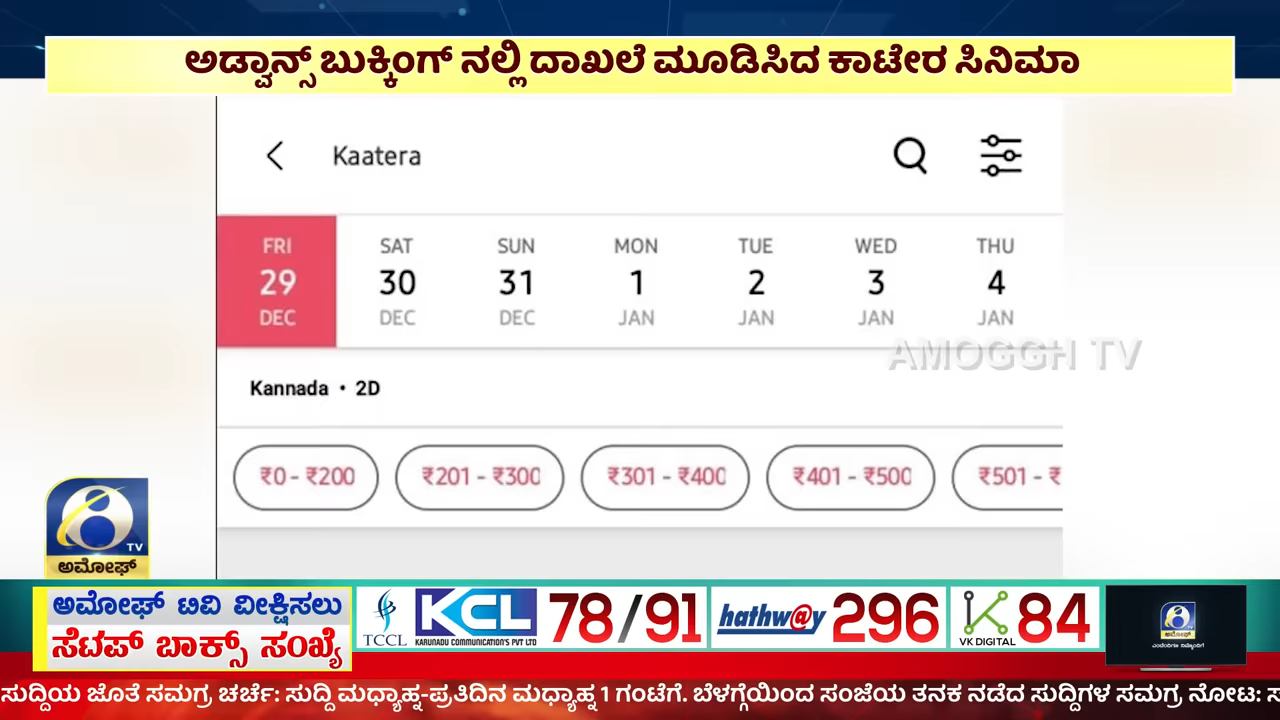 ಅಡ್ವಾನ್ಸ್ ಬುಕ್ಕಿಂಗ್ ನಲ್ಲಿ ದಾಖಲೆ ಮೂಡಿಸಿದ ಕಾಟೇರ ಸಿನಿಮಾ
Kaatera
FRI SAT SUN MON TUE WED THU
29 30 31 1 2 3 4
DEC DEC DEC JAN JAN JAN JAN
AMOGGH TV
Kannada • 2D
₹0 - ₹200 ₹201 - ₹300 ₹301 - ₹400 ₹401 - ₹500 ₹501 - ₹
8 TV
ಅಮೋಘ್
ಅಮೋಘ್ ಟಿವಿ ವೀಕ್ಷಿಸಲು
ಸೆಟಪ್ ಬಾಕ್ಸ್ ಸಂಖ್ಯೆ
TCCL
KCL
KARUNADU COMMUNICATION'S PVT LTD
78/91
hathw@y 296
VK DIGITAL
84
ಸುದ್ದಿಯ ಜೊತೆ ಸಮಗ್ರ ಚರ್ಚೆ: ಸುದ್ದಿ ಮಧ್ಯಾಹ್ನ-ಪ್ರತಿದಿನ ಮಧ್ಯಾಹ್ನ 1 ಗಂಟೆಗೆ. ಬೆಳಗ್ಗೆಯಿಂದ ಸಂಜೆಯ ತನಕ ನಡೆದ ಸುದ್ದಿಗಳ ಸಮಗ್ರ ನೋಟ: